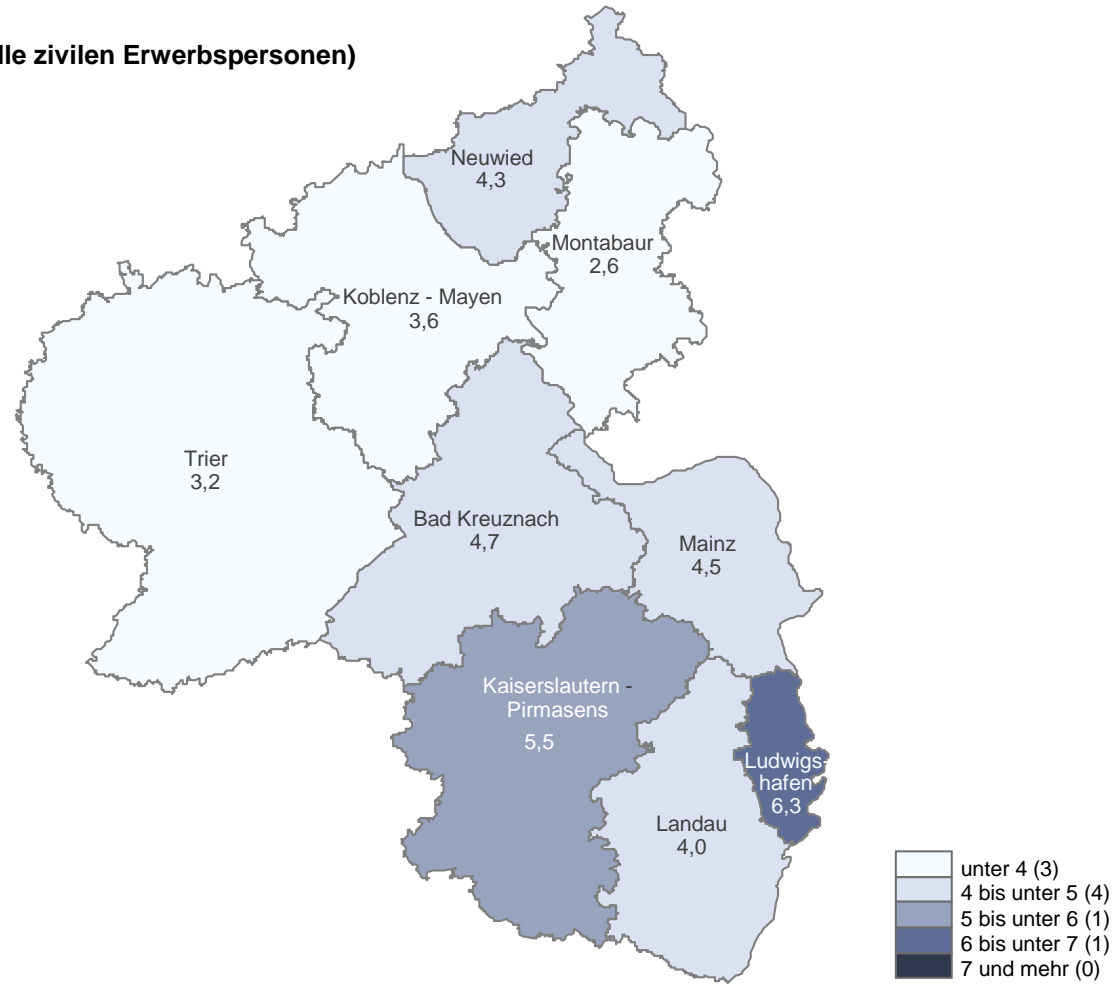 lle zivilen Erwerbspersonen)
Neuwied
4,3
Montabaur
2,6
Koblenz - Mayen
3,6
Trier
3,2
Bad Kreuznach
4,7
Mainz
4,5
Kaiserslautern -
Pirmasens
5,5
Ludwigs-
hafen
6,3
Landau
4,0
unter 4 (3)
4 bis unter 5 (4)
5 bis unter 6 (1)
6 bis unter 7 (1)
7 und mehr (0)